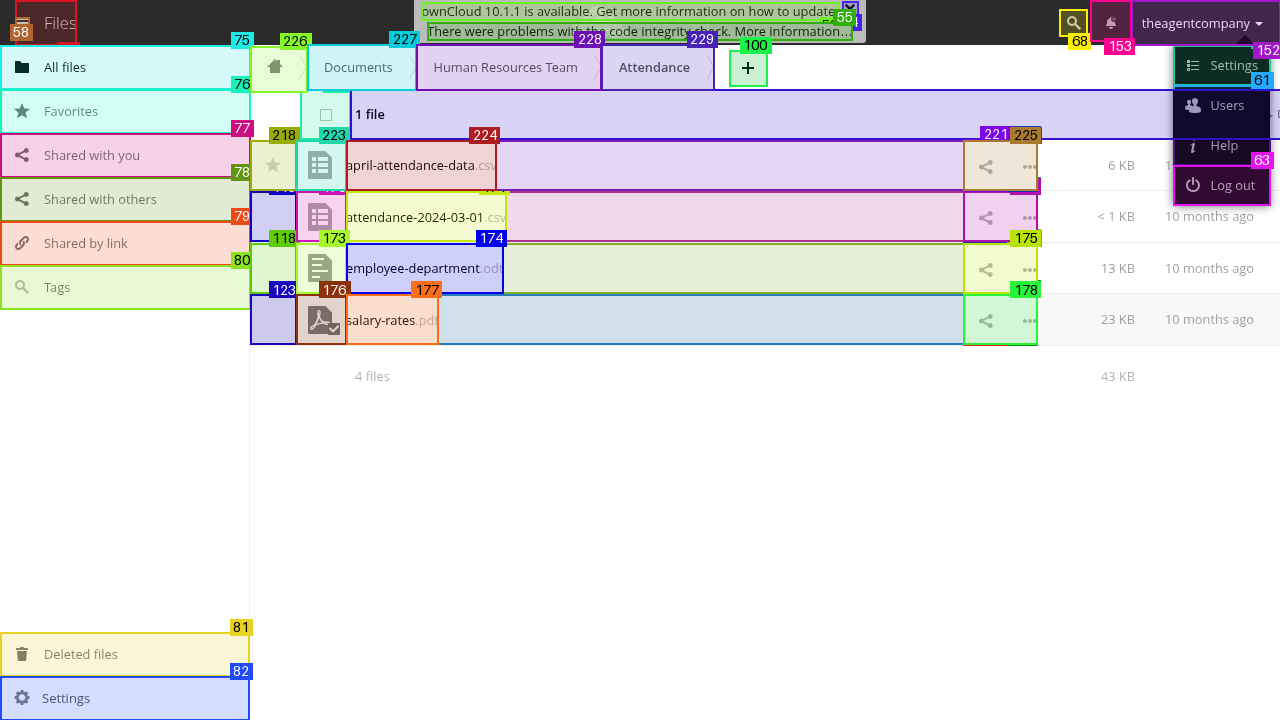 Files
ownCloud 10.1.1 is available. Get more information on how to update.
There were problems with the code integrity check. More information...
theagentcompany
58
55
68
153
152
75
226
227
228
229
100
All files
Documents
Human Resources Team
Attendance
+
Settings
61
76
Favorites
1 file
Users
77
218
223
224
221
225
Help
63
Shared with you
april-attendance-data.csv
6 KB
Log out
78
Shared with others
attendance-2024-03-01.csv
< 1 KB
10 months ago
79
Shared by link
118
173
174
175
80
employee-department.odt
13 KB
10 months ago
Tags
123
176
177
178
salary-rates.pdf
23 KB
10 months ago
4 files
43 KB
81
Deleted files
82
Settings